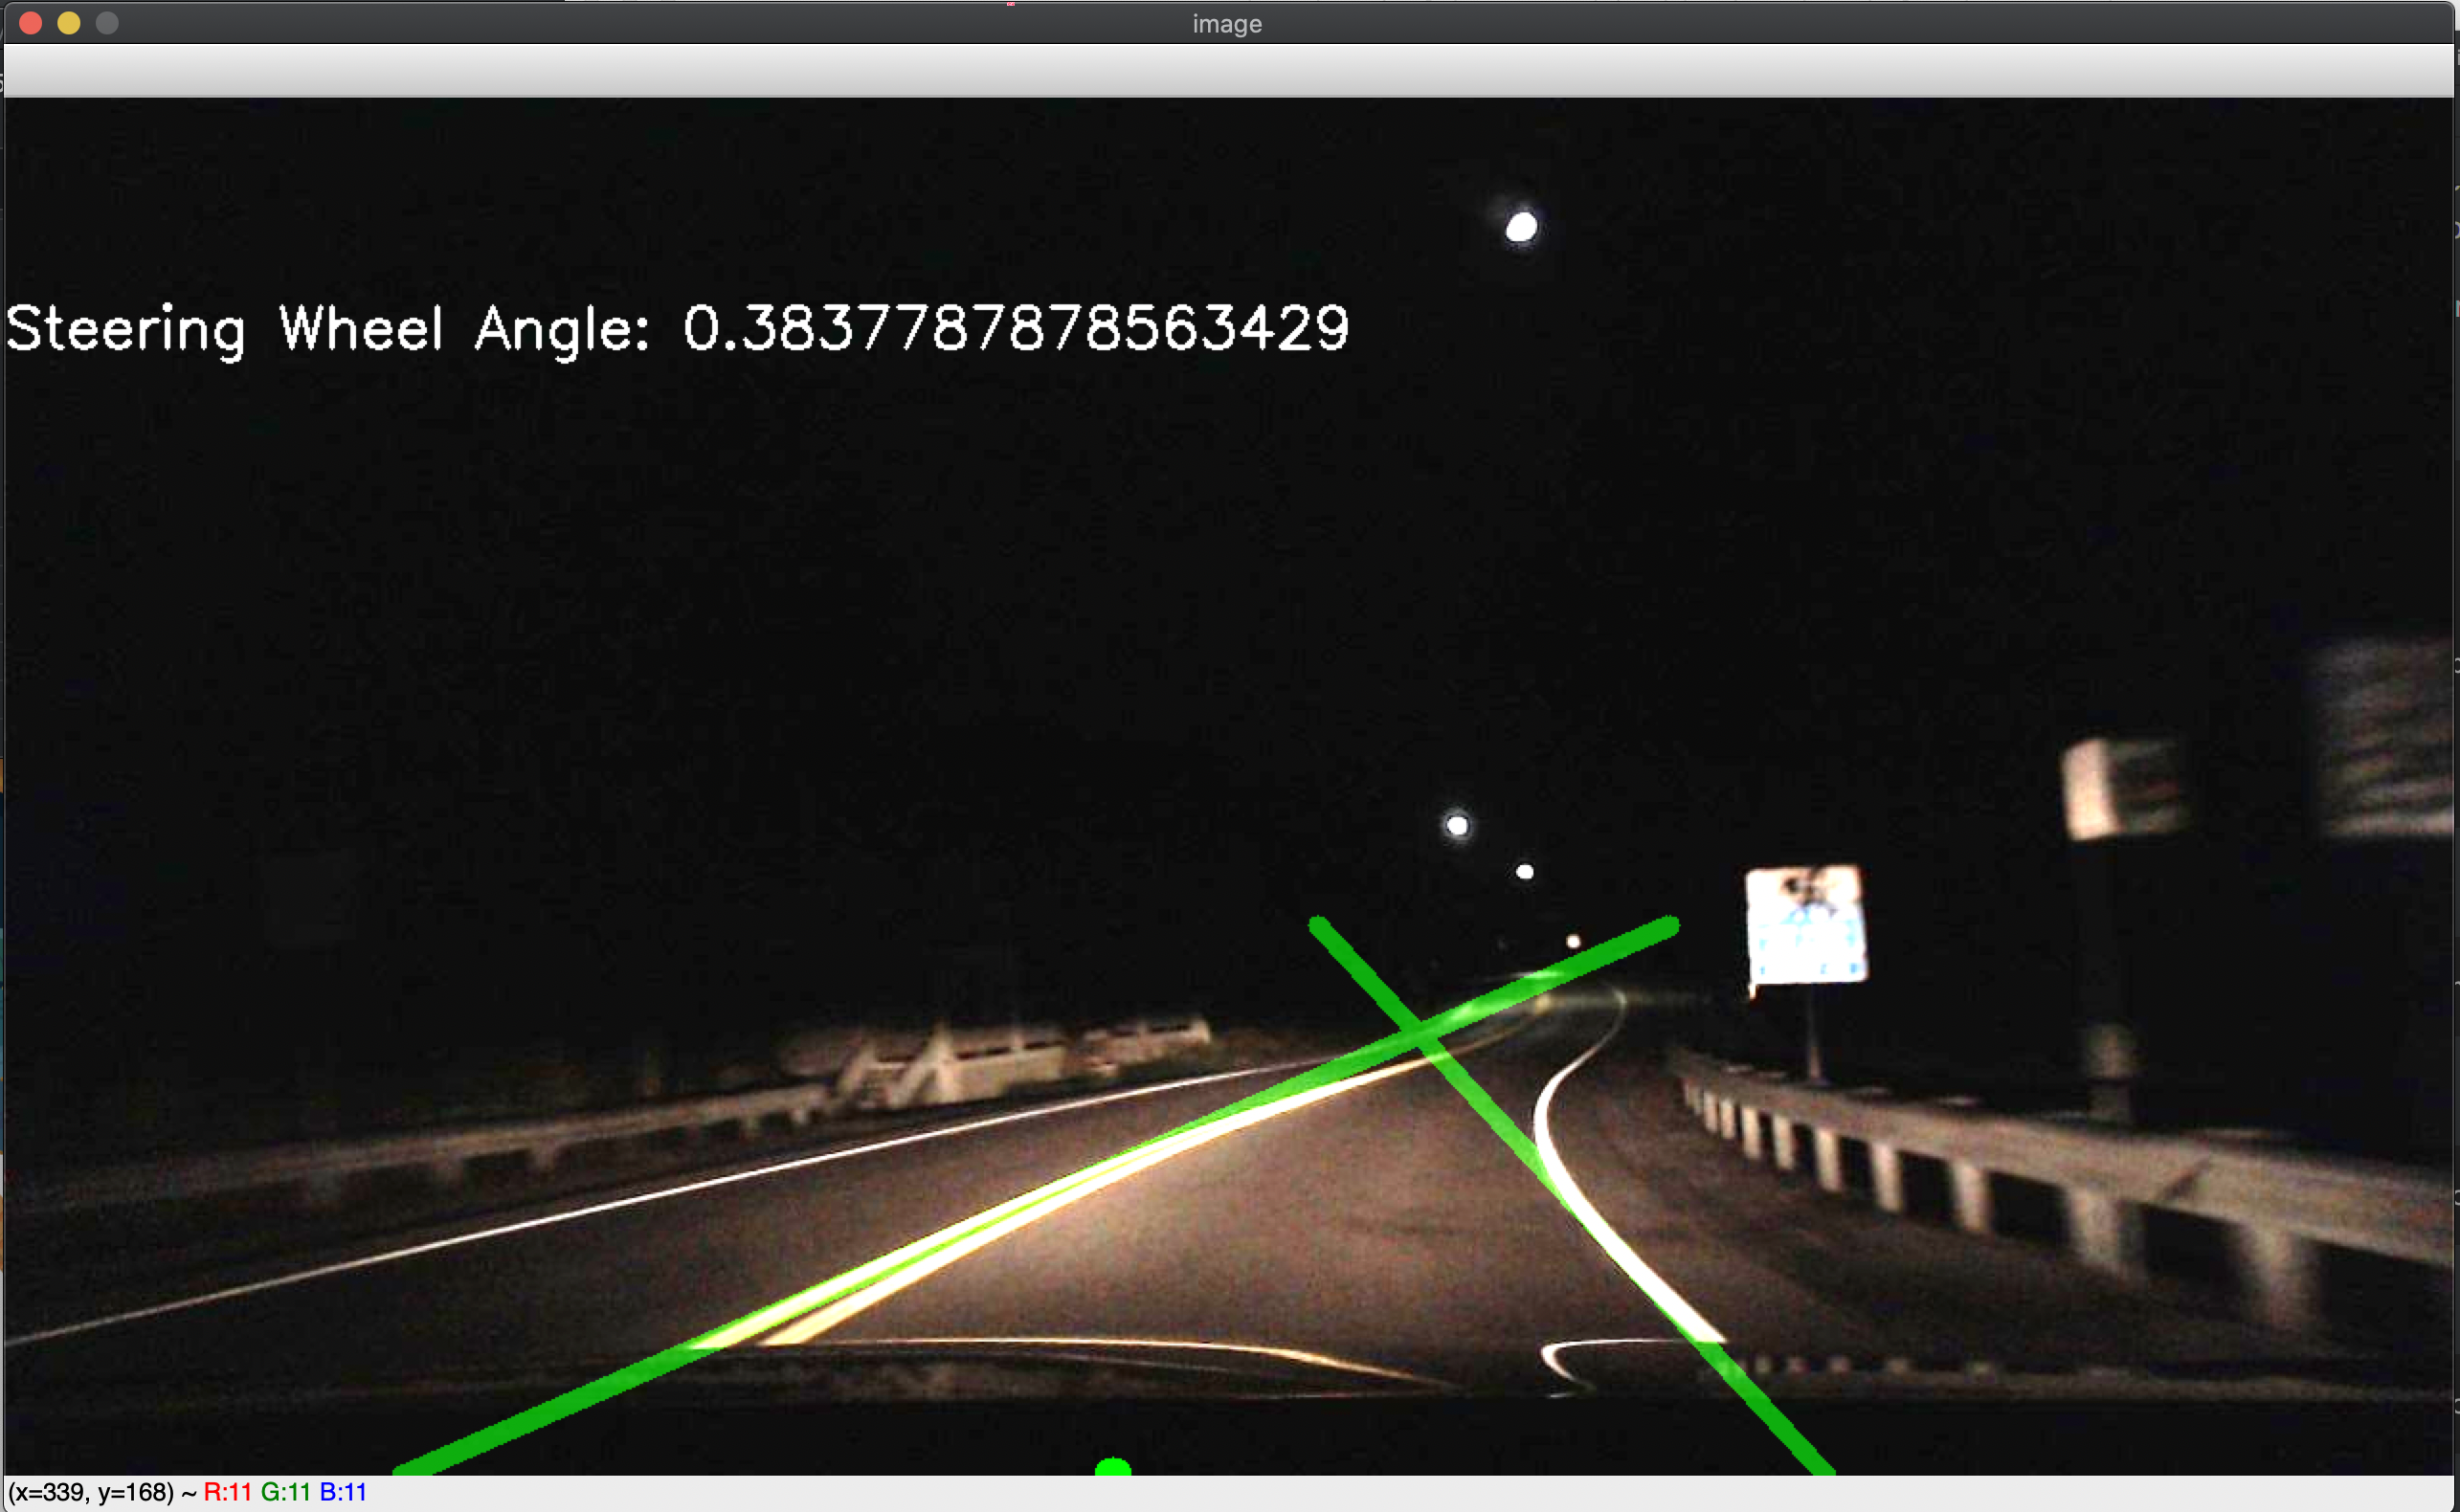 image
Steering Wheel Angle: 0.3837787878563429
(x=339, y=168) ~ R:11 G:11 B:11